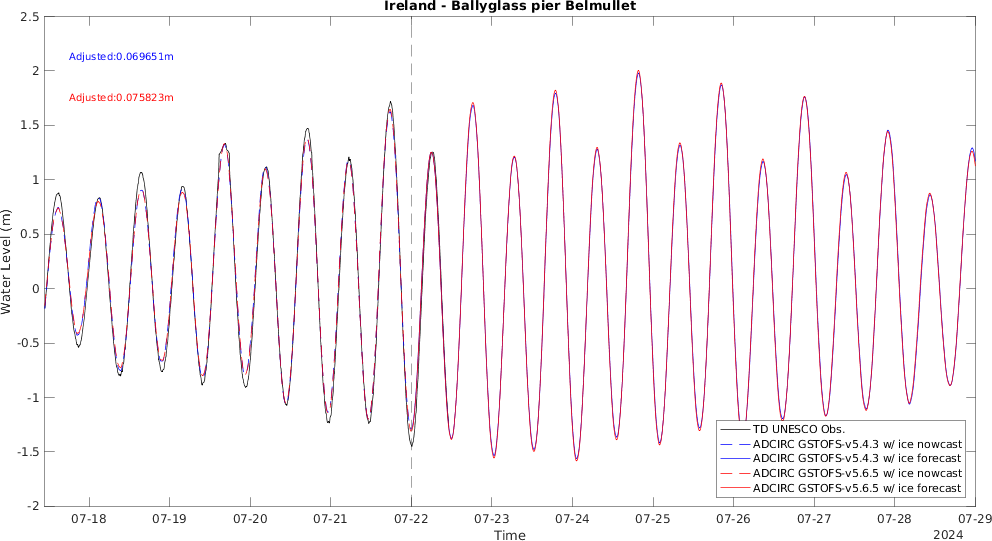 Ireland - Ballyglass pier Belmullet
2.5
2
1.5
1
0.5
0
-0.5
-1
-1.5
-2
Water Level (m)
Adjusted:0.069651m
Adjusted:0.075823m
TD UNESCO Obs.
ADCIRC GSTOFS-v5.4.3 w/ ice nowcast
ADCIRC GSTOFS-v5.4.3 w/ ice forecast
ADCIRC GSTOFS-v5.6.5 w/ ice nowcast
ADCIRC GSTOFS-v5.6.5 w/ ice forecast
07-18 07-19 07-20 07-21 07-22 07-23 07-24 07-25 07-26 07-27 07-28 07-29
Time
2024